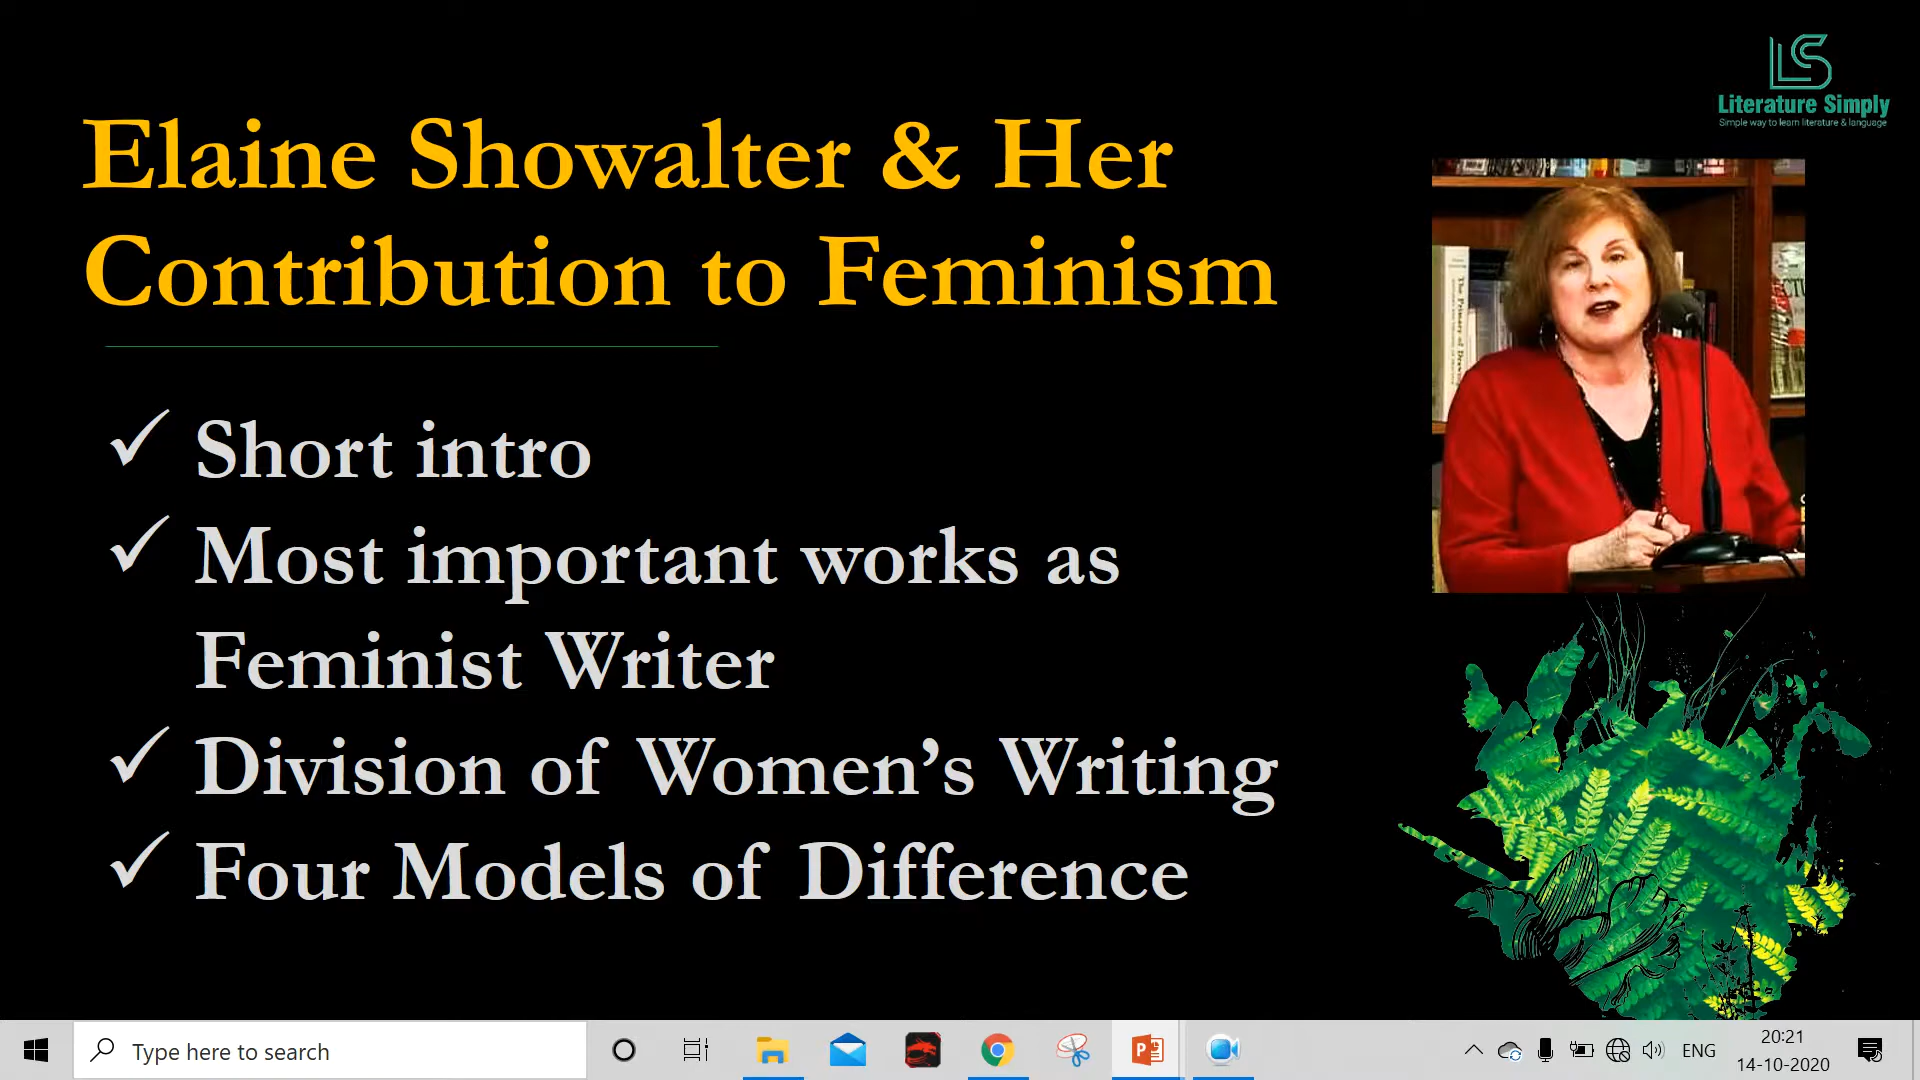 LS
Literature Simply
Simple way to learn literature & language
Elaine Showalter & Her
Contribution to Feminism
✓ Short intro
✓ Most important works as
Feminist Writer
✓ Division of Women's Writing
✓ Four Models of Difference
Type here to search
ENG
20:21
14-10-2020